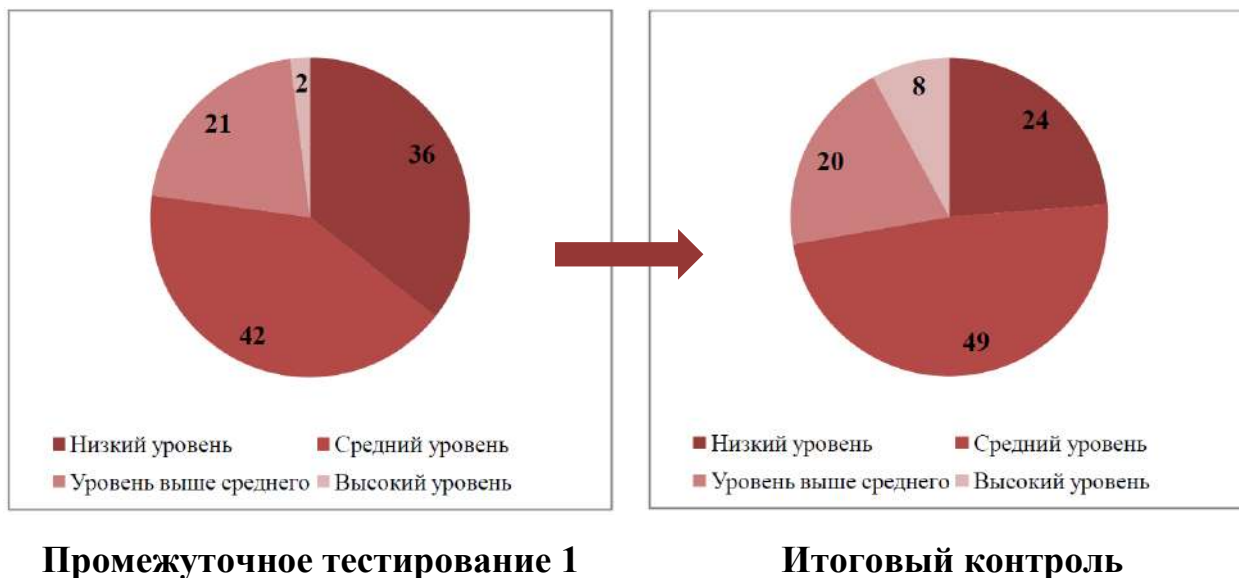 2
21
36
42
Низкий уровень
Средний уровень
Уровень выше среднего
Высокий уровень
Промежуточное тестирование 1
8
24
20
49
Низкий уровень
Средний уровень
Уровень выше среднего
Высокий уровень
Итоговый контроль